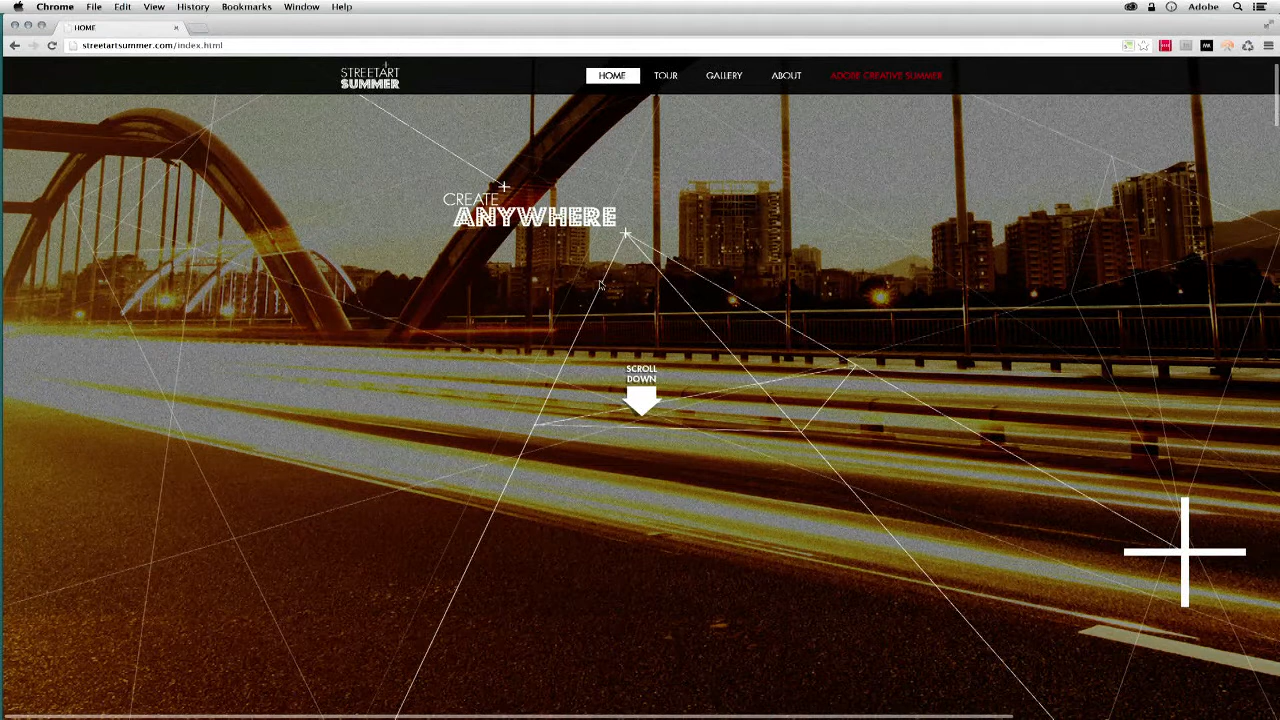 Chrome File Edit View History Bookmarks Window Help Adobe
HOME
streetartsummer.com/index.html
STREETART
SUMMER
HOME TOUR GALLERY ABOUT ADOBE CREATIVE SUMMER
CREATE
ANYWHERE
SCROLL
DOWN